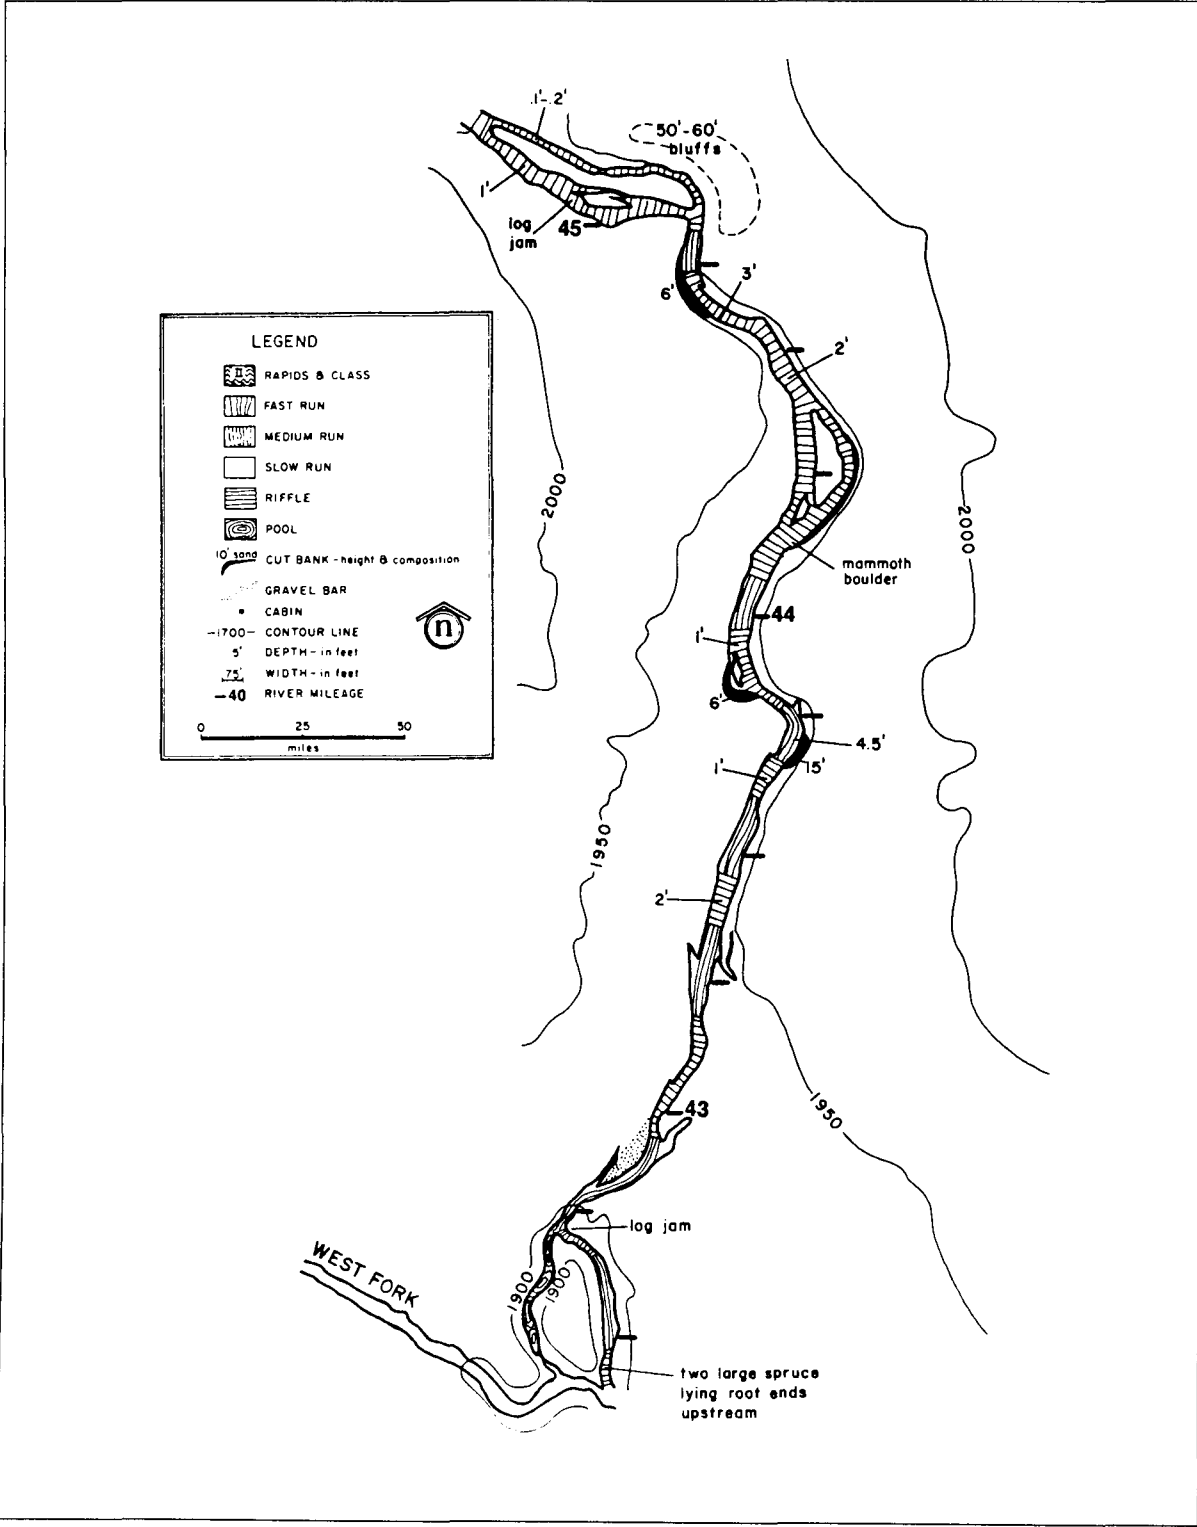 .1'-.2'
50'-60'
bluffs
1'
log
jam
45
6'
3'
2'
LEGEND
II
RAPIDS & CLASS
FAST RUN
MEDIUM RUN
SLOW RUN
RIFFLE
POOL
10' sand
CUT BANK - height & composition
GRAVEL BAR
CABIN
-1700- CONTOUR LINE
5' DEPTH - in feet
75' WIDTH - in feet
-40 RIVER MILEAGE
n
0 25 50
miles
2000
2000
mammoth
boulder
44
1'
6'
4.5'
15'
1'
1950
2'
43
1950
log jam
WEST FORK
1900
1900
two large spruce
lying root ends
upstream